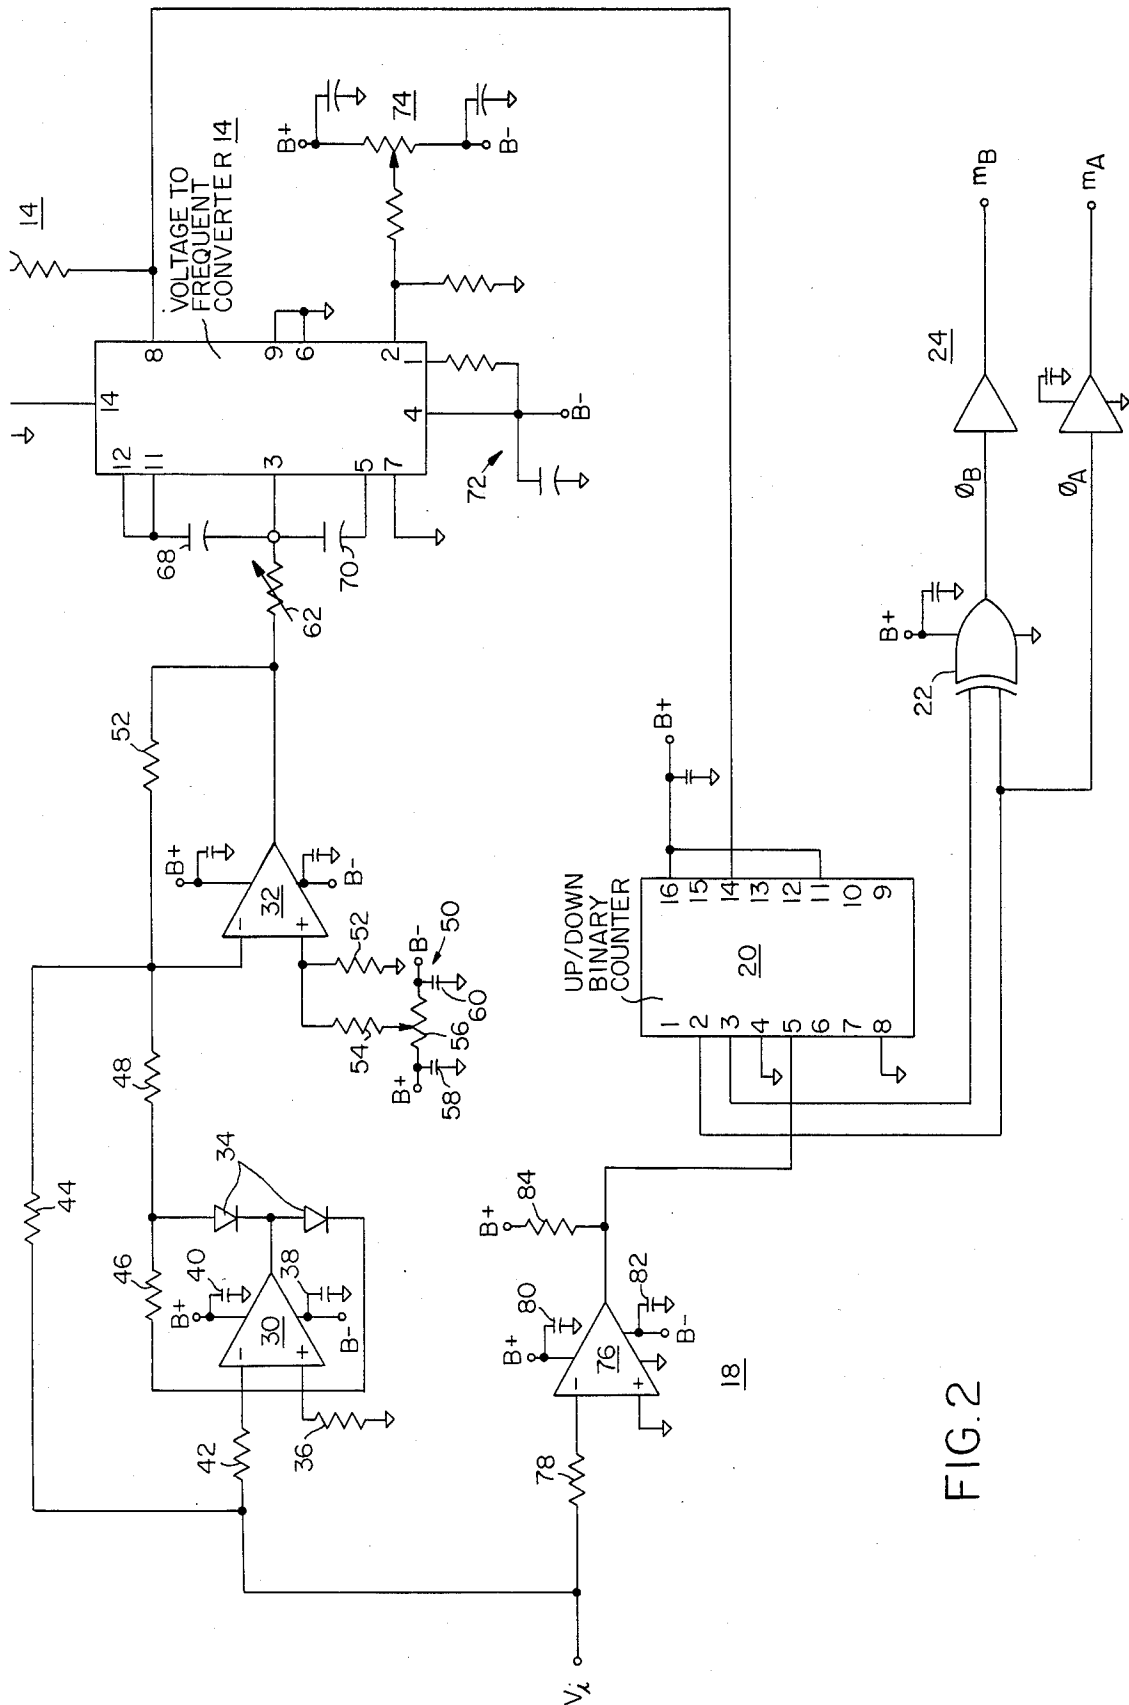 14
VOLTAGE TO
FREQUENT
CONVERTER 14
B+
74
B-
8
9
6
2
1
4
14
12
11
3
5
7
68
70
62
72
B-
52
B+
32
-
+
B-
52
54
B-
50
56
60
B+
58
44
48
46
34
B+
40
38
30
-
+
B-
42
36
B+
84
B+
80
76
-
+
82
B-
78
18
Vi
UP/DOWN
BINARY
COUNTER
20
1
2
3
4
5
6
7
8
16
15
14
13
12
11
10
9
B+
B+
22
ØB
ØA
24
mB
mA
FIG.2